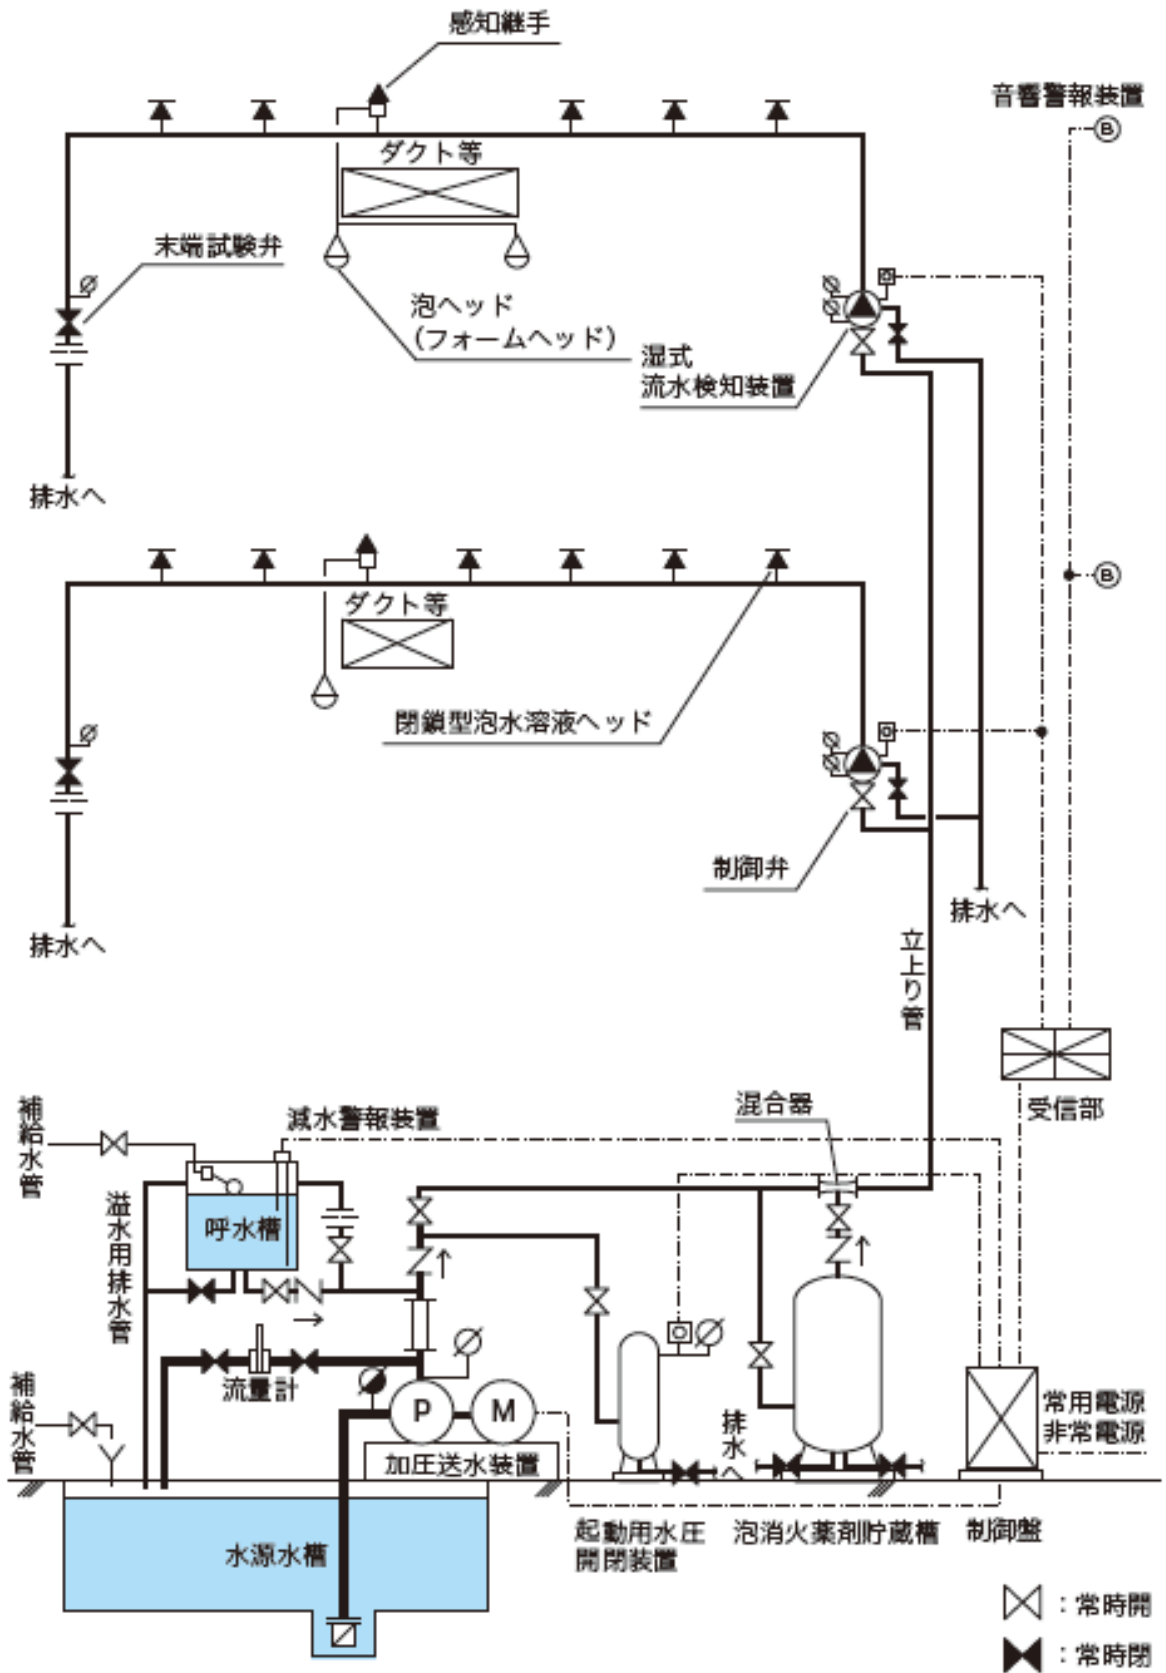 感知継手
音響警報装置
B
ダクト等
末端試験弁
泡ヘッド
（フォームヘッド）
湿式
流水検知装置
排水へ
ダクト等
B
閉鎖型泡水溶液ヘッド
制御弁
排水へ
排水へ
立上り管
受信部
混合器
補給水管
減水警報装置
溢水用排水管
呼水槽
流量計
補給水管
P
M
加圧送水装置
排水へ
常用電源
非常電源
水源水槽
起動用水圧
開閉装置
泡消火薬剤貯蔵槽
制御盤
：常時開
：常時閉